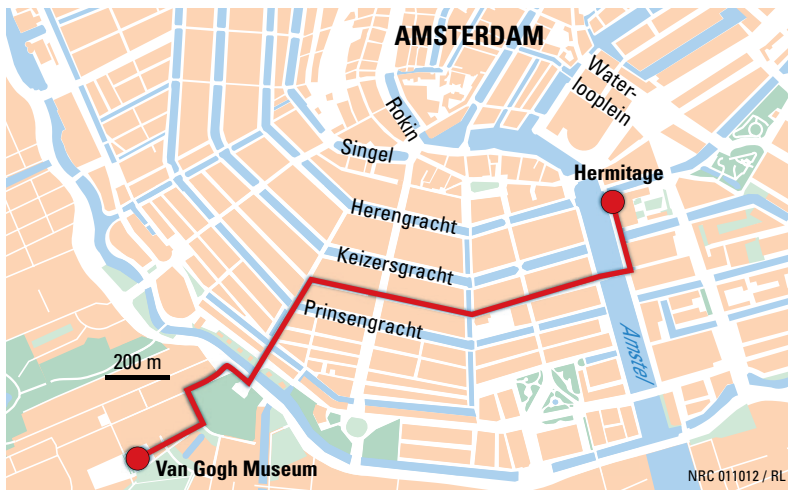 AMSTERDAM
Water-
looplein
Rokin
Singel
Hermitage
Herengracht
Keizersgracht
Prinsengracht
Amstel
200 m
Van Gogh Museum
NRC 011012 / RL